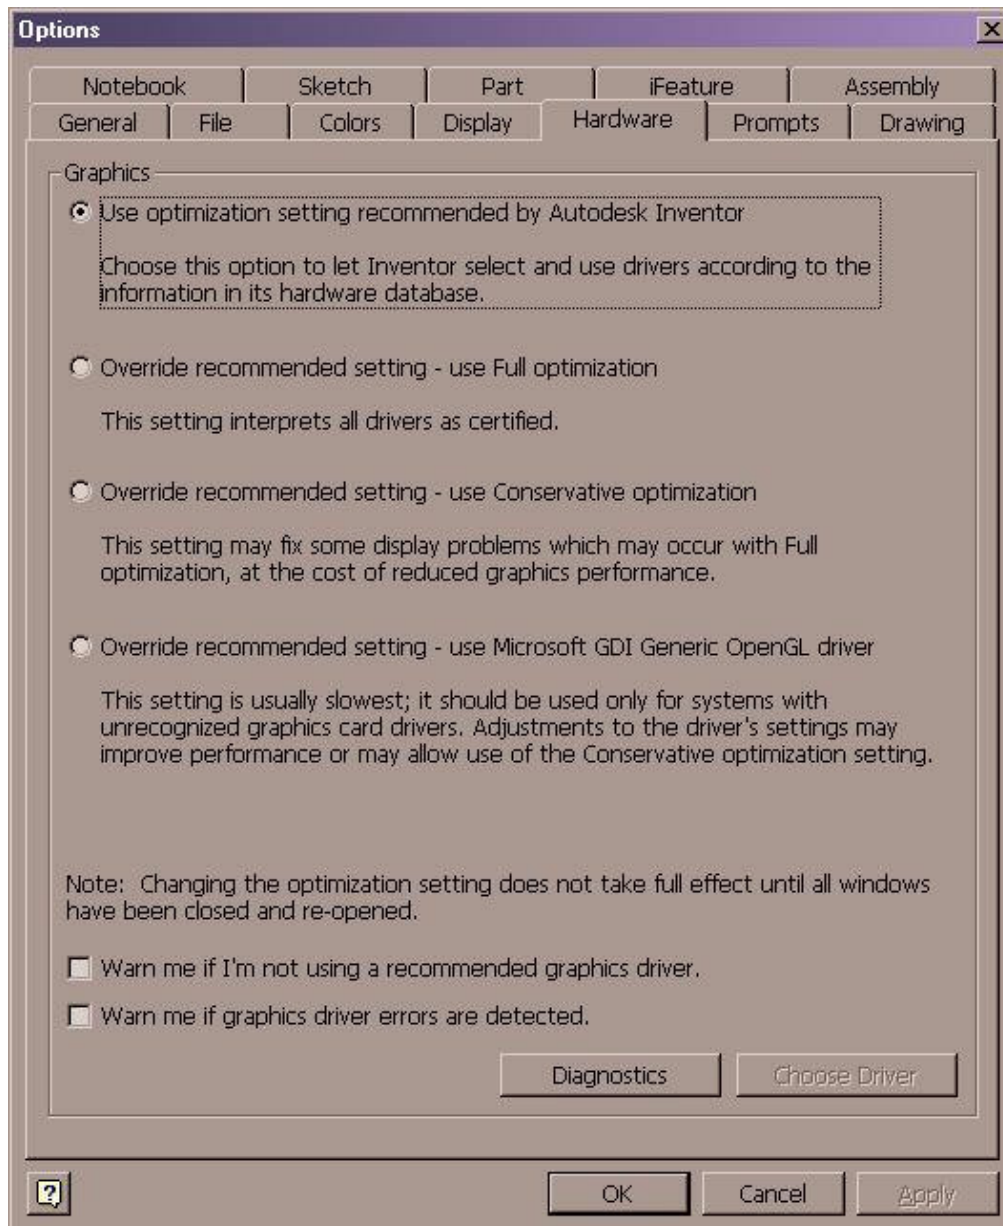 Options
Notebook Sketch Part iFeature Assembly
General File Colors Display Hardware Prompts Drawing
Graphics
Use optimization setting recommended by Autodesk Inventor
Choose this option to let Inventor select and use drivers according to the
information in its hardware database.
Override recommended setting - use Full optimization
This setting interprets all drivers as certified.
Override recommended setting - use Conservative optimization
This setting may fix some display problems which may occur with Full
optimization, at the cost of reduced graphics performance.
Override recommended setting - use Microsoft GDI Generic OpenGL driver
This setting is usually slowest; it should be used only for systems with
unrecognized graphics card drivers. Adjustments to the driver's settings may
improve performance or may allow use of the Conservative optimization setting.
Note: Changing the optimization setting does not take full effect until all windows
have been closed and re-opened.
Warn me if I'm not using a recommended graphics driver.
Warn me if graphics driver errors are detected.
Diagnostics Choose Driver
? OK Cancel Apply